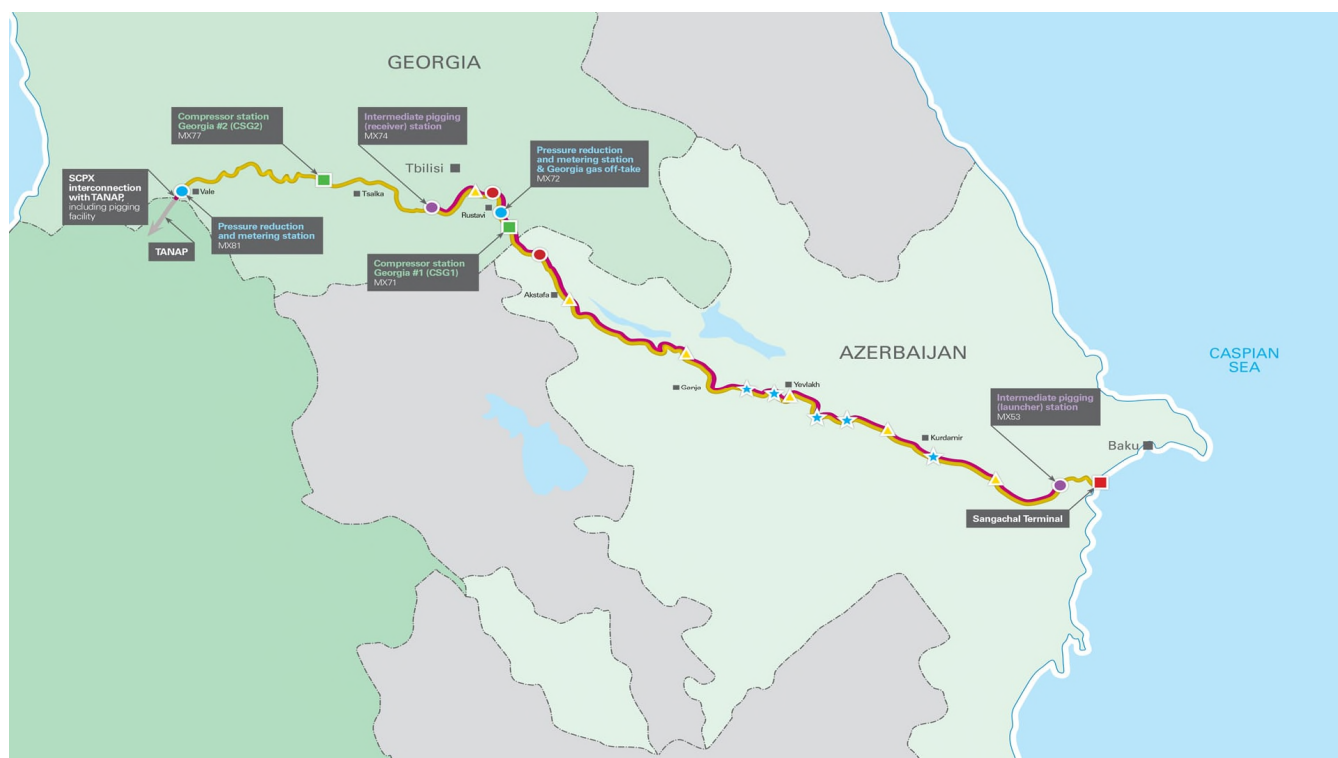 GEORGIA
Compressor station
Georgia #2 (CSG2)
MX77
Intermediate pigging
(receiver) station
MX74
Tbilisi
Pressure reduction
and metering station
& Georgia gas off-take
MX72
SCPX
interconnection
with TANAP,
including pigging
facility
Vale
Tsalka
Rustavi
Pressure reduction
and metering station
MX81
TANAP
Compressor station
Georgia #1 (CSG1)
MX71
Akstafa
AZERBAIJAN
CASPIAN
SEA
Ganja
Yevlakh
Intermediate pigging
(launcher) station
MX53
Kurdamir
Baku
Sangachal Terminal